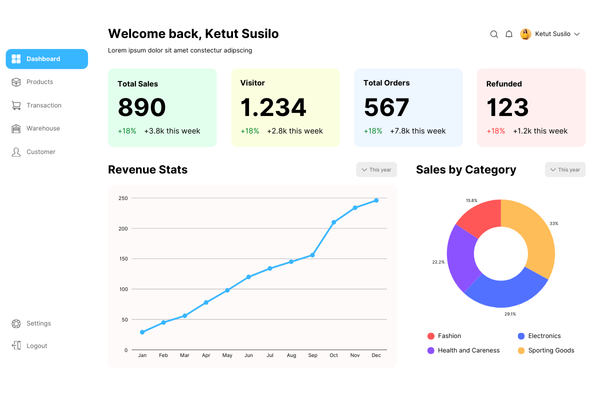 Welcome back, Ketut Susilo
Lorem ipsum dolor sit amet constectur adipscing
Ketut Susilo
Dashboard
Products
Transaction
Warehouse
Customer
Settings
Logout
Total Sales
890
+18% +3.8k this week
Visitor
1.234
+18% +2.8k this week
Total Orders
567
+18% +7.8k this week
Refunded
123
+18% +1.2k this week
Revenue Stats
This year
250
200
150
100
50
0
Jan Feb Mar Apr May Jun Jul Aug Sep Oct Nov Dec
Sales by Category
This year
15.8%
33%
22.2%
29.1%
Fashion
Electronics
Health and Careness
Sporting Goods